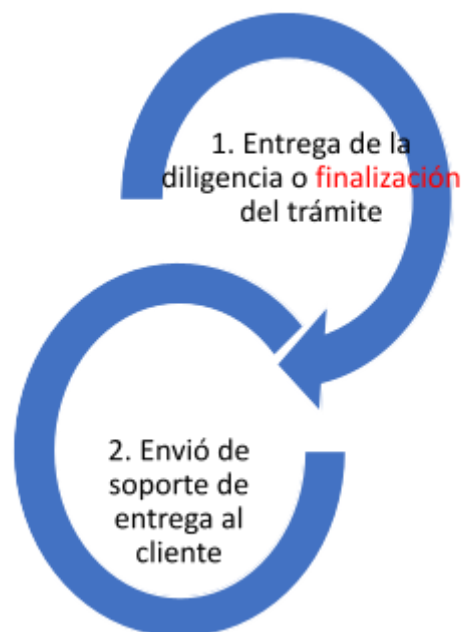 1. Entrega de la
diligencia o finalización
del trámite
2. Envió de
soporte de
entrega al
cliente